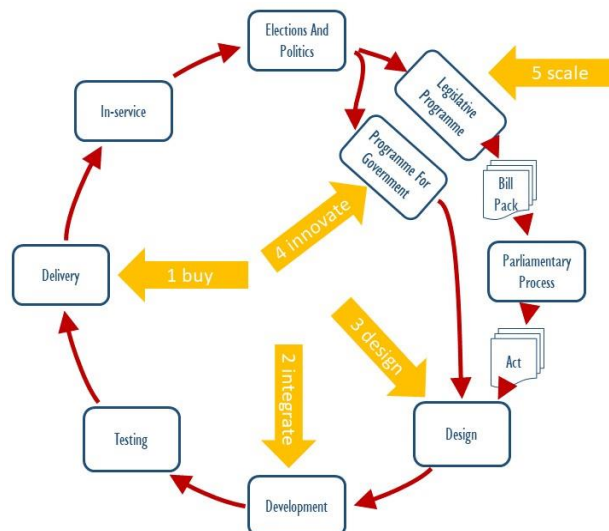 Elections And
Politics
5 scale
Legislative
Programme
In-service
Programme For
Government
Bill
Pack
4 innovate
Delivery
1 buy
Parliamentary
Process
3 design
2 integrate
Act
Testing
Design
Development